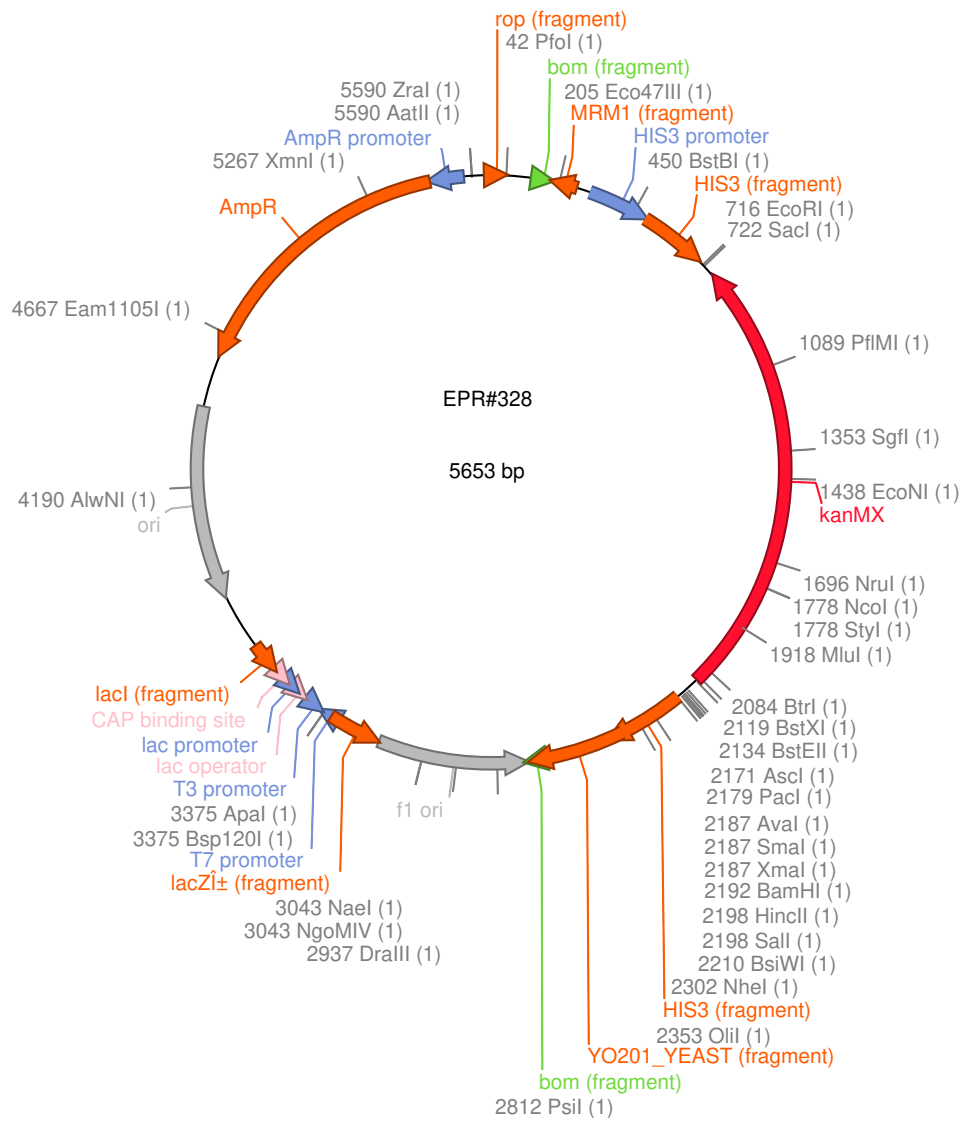 rop (fragment)
42 PfoI (1)
bom (fragment)
5590 ZraI (1)
205 Eco47III (1)
5590 AatII (1)
MRM1 (fragment)
AmpR promoter
HIS3 promoter
5267 XmnI (1)
450 BstBI (1)
HIS3 (fragment)
AmpR
716 EcoRI (1)
722 SacI (1)
4667 Eam1105I (1)
1089 PflMI (1)
EPR#328
1353 SgfI (1)
5653 bp
4190 AlwNI (1)
1438 EcoNI (1)
ori
kanMX
1696 NruI (1)
1778 NcoI (1)
1778 StyI (1)
1918 MluI (1)
lacI (fragment)
2084 BtrI (1)
CAP binding site
2119 BstXI (1)
lac promoter
2134 BstEII (1)
lac operator
2171 AscI (1)
T3 promoter
2179 PacI (1)
3375 ApaI (1)
f1 ori
2187 AvaI (1)
3375 Bsp120I (1)
2187 SmaI (1)
T7 promoter
2187 XmaI (1)
lacZÎ± (fragment)
2192 BamHI (1)
3043 NaeI (1)
2198 HincII (1)
3043 NgoMIV (1)
2198 SalI (1)
2937 DraIII (1)
2210 BsiWI (1)
2302 NheI (1)
HIS3 (fragment)
2353 OliI (1)
YO201_YEAST (fragment)
bom (fragment)
2812 PsiI (1)